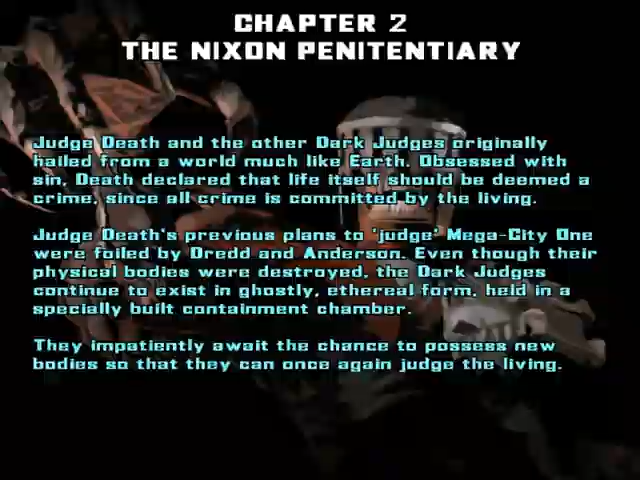 CHAPTER 2
THE NIXON PENITENTIARY
Judge Death and the other Dark Judges originally
hailed from a world much like Earth. Obsessed with
sin, Death declared that life itself should be deemed a
crime, since all crime is committed by the living.
Judge Death's previous plans to 'judge' Mega-City One
were foiled by Dredd and Anderson. Even though their
physical bodies were destroyed, the Dark Judges
continue to exist in ghostly, ethereal form, held in a
specially built containment chamber.
They impatiently await the chance to possess new
bodies so that they can once again judge the living.